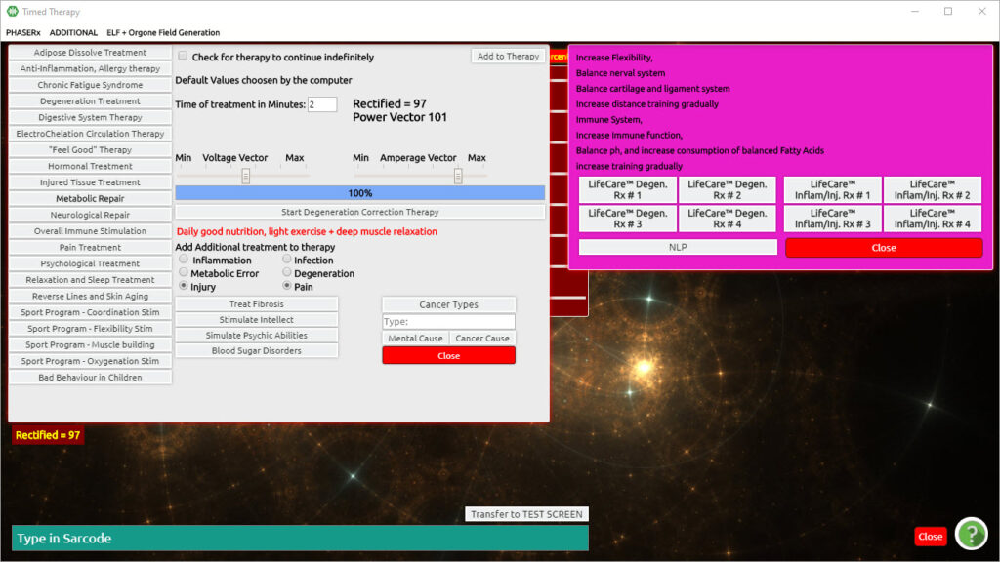 Timed Therapy
PHASERx ADDITIONAL ELF + Orgone Field Generation
Adipose Dissolve Treatment
Anti-Inflammation, Allergy therapy
Chronic Fatigue Syndrome
Degeneration Treatment
Digestive System Therapy
ElectroChelation Circulation Therapy
"Feel Good" Therapy
Hormonal Treatment
Injured Tissue Treatment
Metabolic Repair
Neurological Repair
Overall Immune Stimulation
Pain Treatment
Psychological Treatment
Relaxation and Sleep Treatment
Reverse Lines and Skin Aging
Sport Program - Coordination Stim
Sport Program - Flexibility Stim
Sport Program - Muscle building
Sport Program - Oxygenation Stim
Bad Behaviour in Children
Check for therapy to continue indefinitely
Add to Therapy
Default Values choosen by the computer
Time of treatment in Minutes: 2
Rectified = 97
Power Vector 101
Min Voltage Vector Max
Min Amperage Vector Max
100%
Start Degeneration Correction Therapy
Daily good nutrition, light exercise + deep muscle relaxation
Add Additional treatment to therapy
Inflammation Infection
Metabolic Error Degeneration
Injury Pain
Treat Fibrosis
Stimulate Intellect
Simulate Psychic Abilities
Blood Sugar Disorders
Cancer Types
Type:
Mental Cause Cancer Cause
Close
Increase Flexibility,
Balance nerval system
Balance cartilage and ligament system
Increase distance training gradually
Immune System,
Increase Immune function,
Balance ph, and increase consumption of balanced Fatty Acids
Increase training gradually
LifeCare™ Degen.
Rx # 1
LifeCare™ Degen.
Rx # 2
LifeCare™
Inflam/Inj. Rx # 1
LifeCare™
Inflam/Inj. Rx # 2
LifeCare™ Degen.
Rx # 3
LifeCare™ Degen.
Rx # 4
LifeCare™
Inflam/Inj. Rx # 3
LifeCare™
Inflam/Inj. Rx # 4
NLP
Close
Rectified = 97
Transfer to TEST SCREEN
Type in Sarcode
Close
?